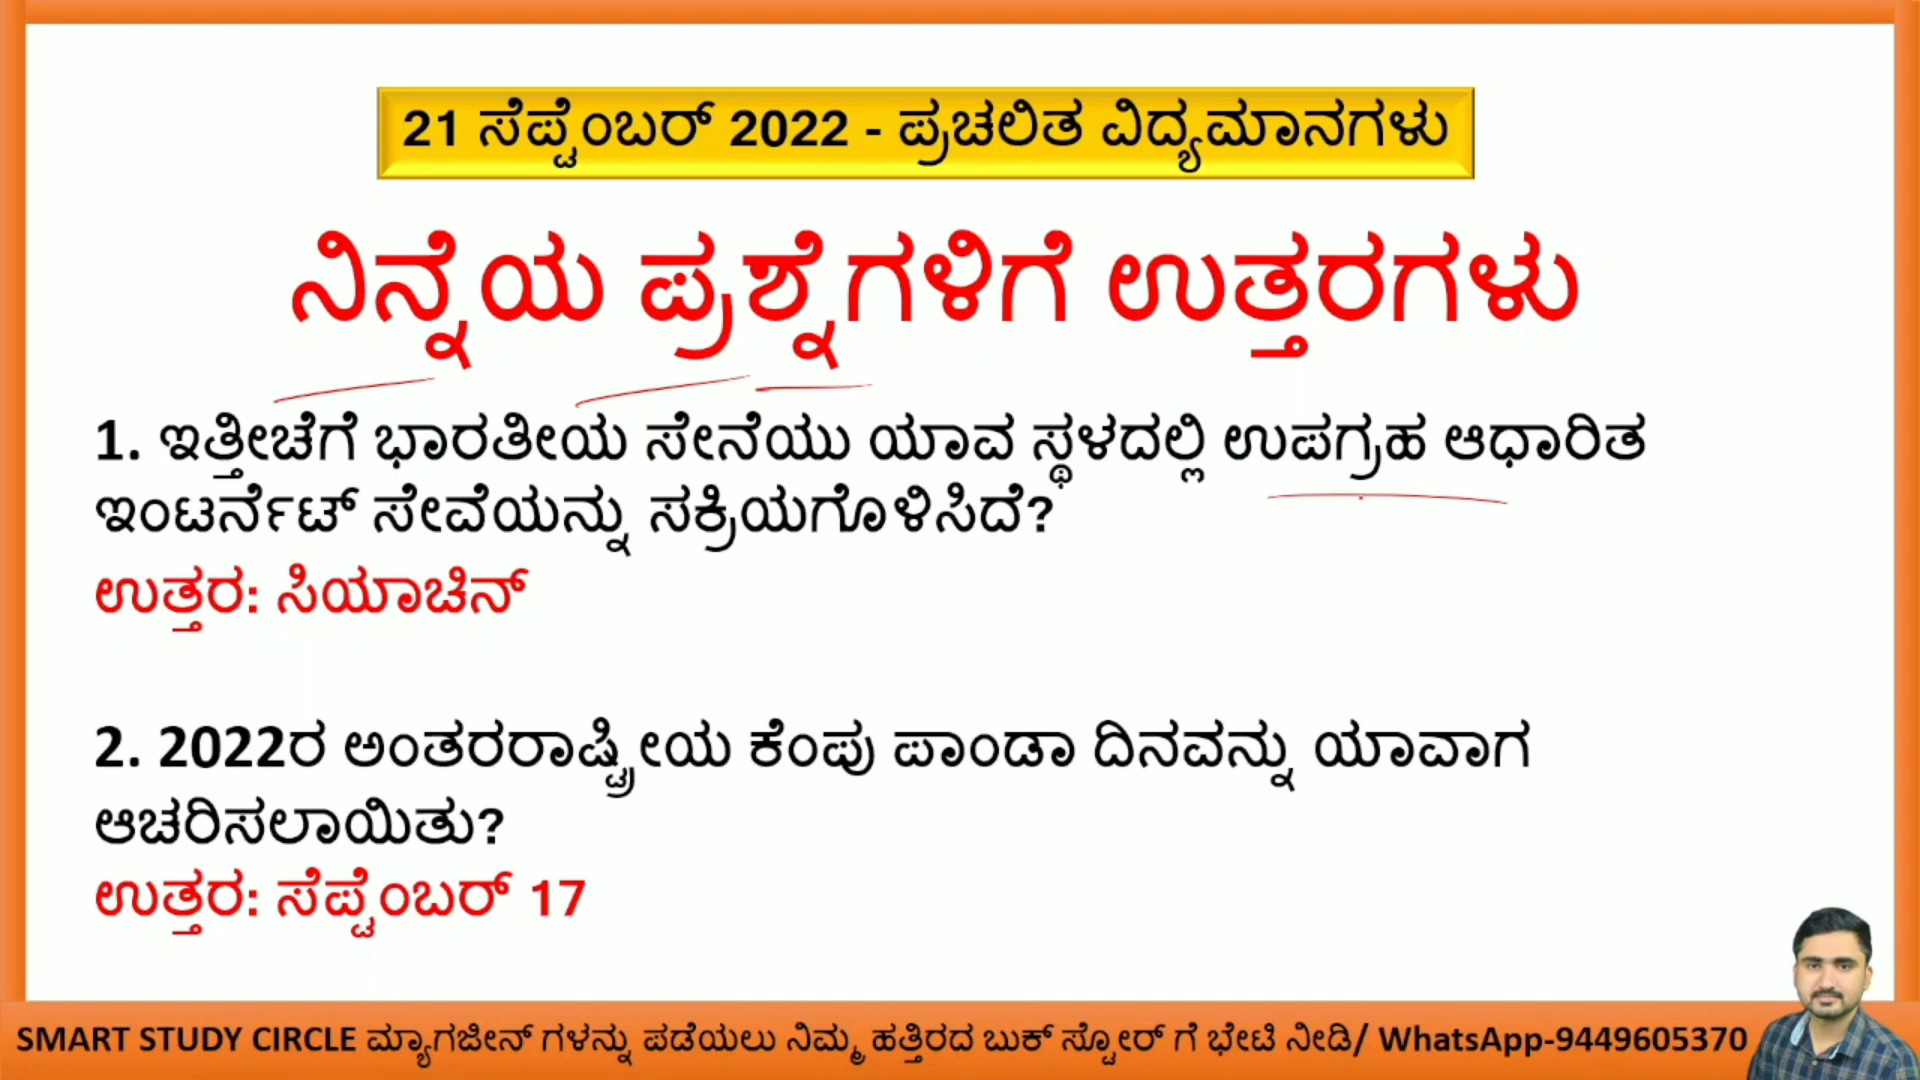 21 ಸೆಪ್ಟೆಂಬರ್ 2022 - ಪ್ರಚಲಿತ ವಿದ್ಯಮಾನಗಳು
ನಿನ್ನೆಯ ಪ್ರಶ್ನೆಗಳಿಗೆ ಉತ್ತರಗಳು
1. ಇತ್ತೀಚೆಗೆ ಭಾರತೀಯ ಸೇನೆಯು ಯಾವ ಸ್ಥಳದಲ್ಲಿ ಉಪಗ್ರಹ ಆಧಾರಿತ
ಇಂಟರ್ನೆಟ್ ಸೇವೆಯನ್ನು ಸಕ್ರಿಯಗೊಳಿಸಿದೆ?
ಉತ್ತರ: ಸಿಯಾಚಿನ್
2. 2022ರ ಅಂತರರಾಷ್ಟ್ರೀಯ ಕೆಂಪು ಪಾಂಡಾ ದಿನವನ್ನು ಯಾವಾಗ
ಆಚರಿಸಲಾಯಿತು?
ಉತ್ತರ: ಸೆಪ್ಟೆಂಬರ್ 17
SMART STUDY CIRCLE ಮ್ಯಾಗಜೀನ್ ಗಳನ್ನು ಪಡೆಯಲು ನಿಮ್ಮ ಹತ್ತಿರದ ಬುಕ್ ಸ್ಟೋರ್ ಗೆ ಭೇಟಿ ನೀಡಿ/ WhatsApp-9449605370